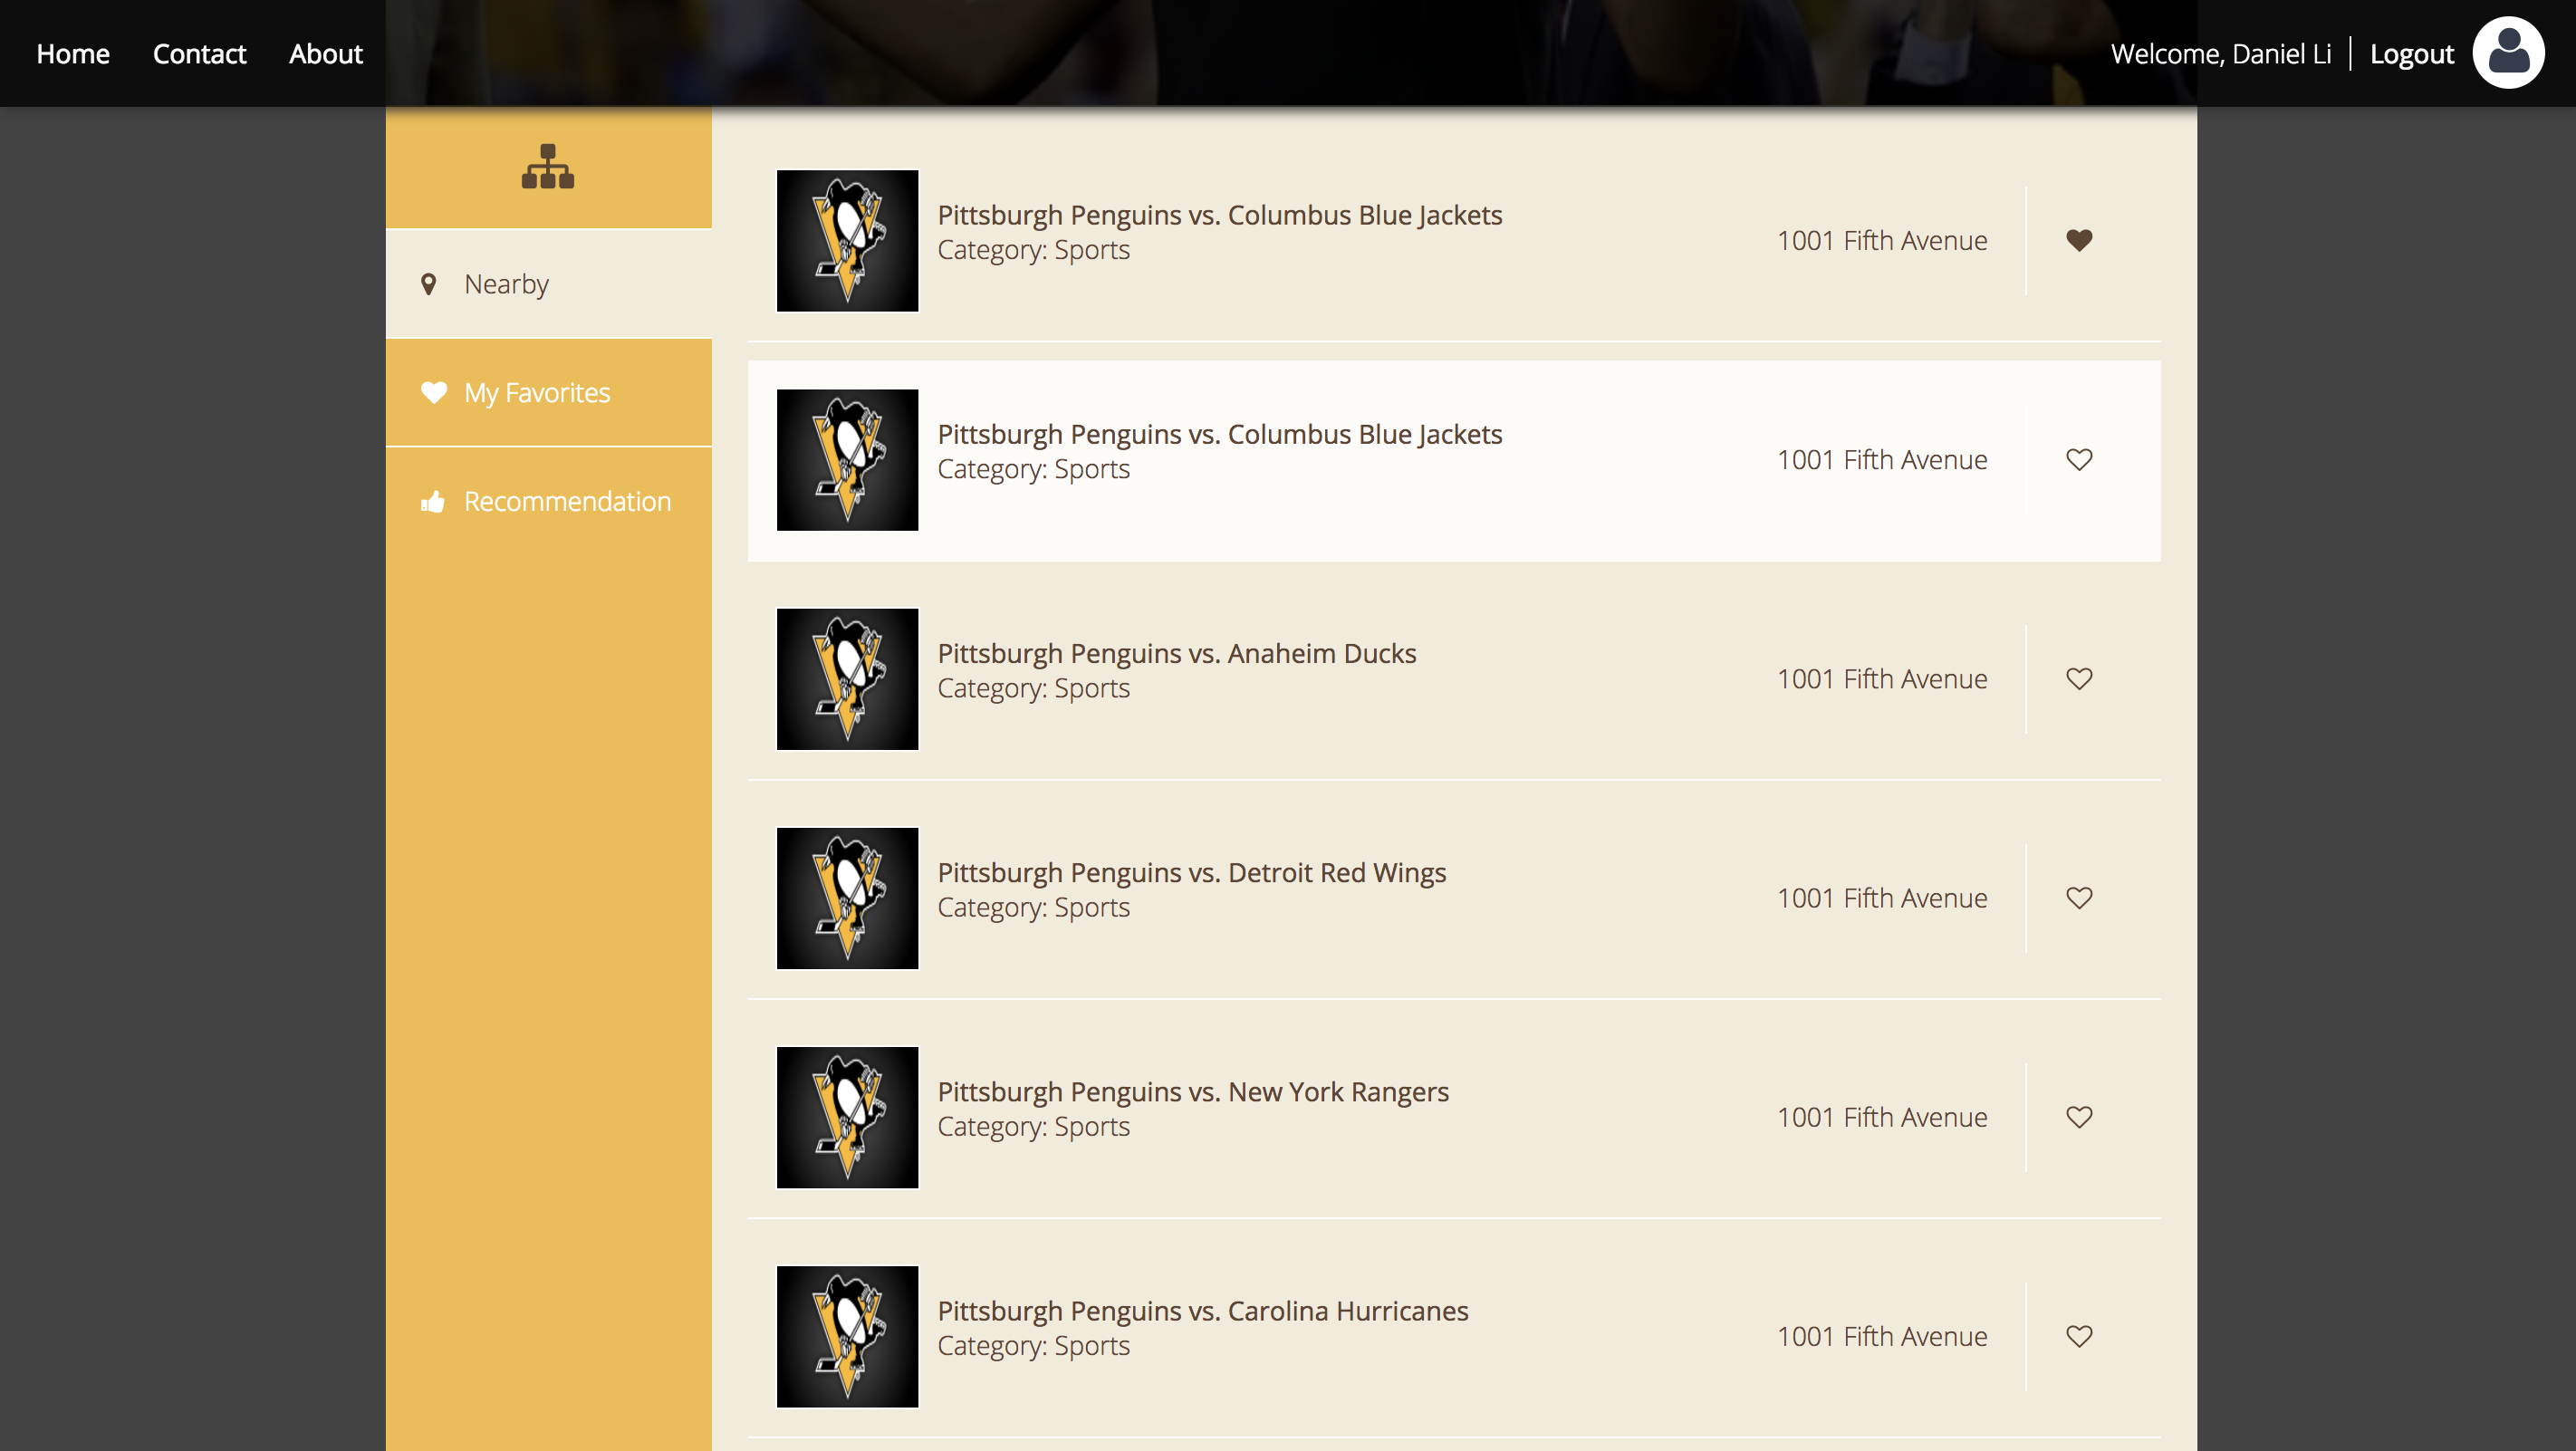 Home Contact About
Welcome, Daniel Li Logout
Nearby
My Favorites
Recommendation
Pittsburgh Penguins vs. Columbus Blue Jackets
Category: Sports
1001 Fifth Avenue
Pittsburgh Penguins vs. Columbus Blue Jackets
Category: Sports
1001 Fifth Avenue
Pittsburgh Penguins vs. Anaheim Ducks
Category: Sports
1001 Fifth Avenue
Pittsburgh Penguins vs. Detroit Red Wings
Category: Sports
1001 Fifth Avenue
Pittsburgh Penguins vs. New York Rangers
Category: Sports
1001 Fifth Avenue
Pittsburgh Penguins vs. Carolina Hurricanes
Category: Sports
1001 Fifth Avenue